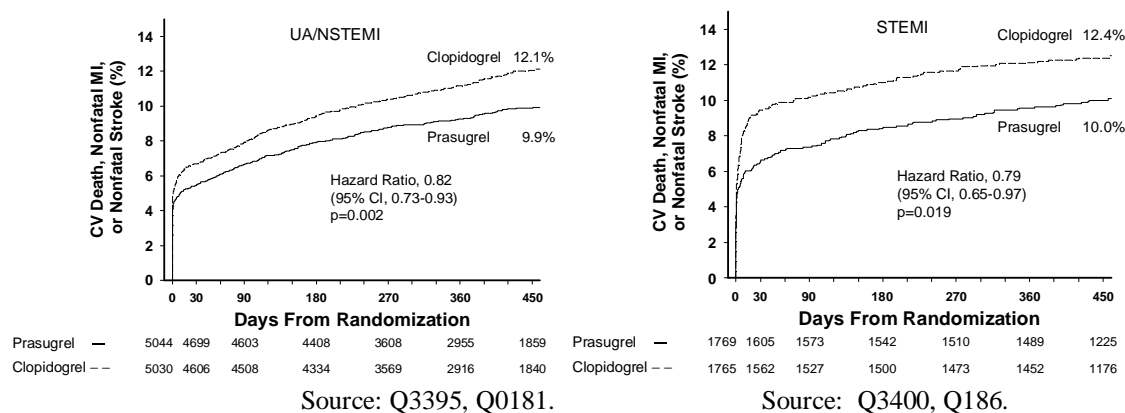 UA/NSTEMI
CV Death, Nonfatal MI,
or Nonfatal Stroke (%)
14
12
10
8
6
4
2
0
Clopidogrel 12.1%
Prasugrel 9.9%
Hazard Ratio, 0.82
(95% CI, 0.73-0.93)
p=0.002
0 30 90 180 270 360 450
Days From Randomization
Prasugrel 5044 4699 4603 4408 3608 2955 1859
Clopidogrel 5030 4606 4508 4334 3569 2916 1840
Source: Q3395, Q0181.
STEMI
CV Death, Nonfatal MI,
or Nonfatal Stroke (%)
14
12
10
8
6
4
2
0
Clopidogrel 12.4%
Prasugrel 10.0%
Hazard Ratio, 0.79
(95% CI, 0.65-0.97)
p=0.019
0 30 90 180 270 360 450
Days From Randomization
Prasugrel 1769 1605 1573 1542 1510 1489 1225
Clopidogrel 1765 1562 1527 1500 1473 1452 1176
Source: Q3400, Q186.